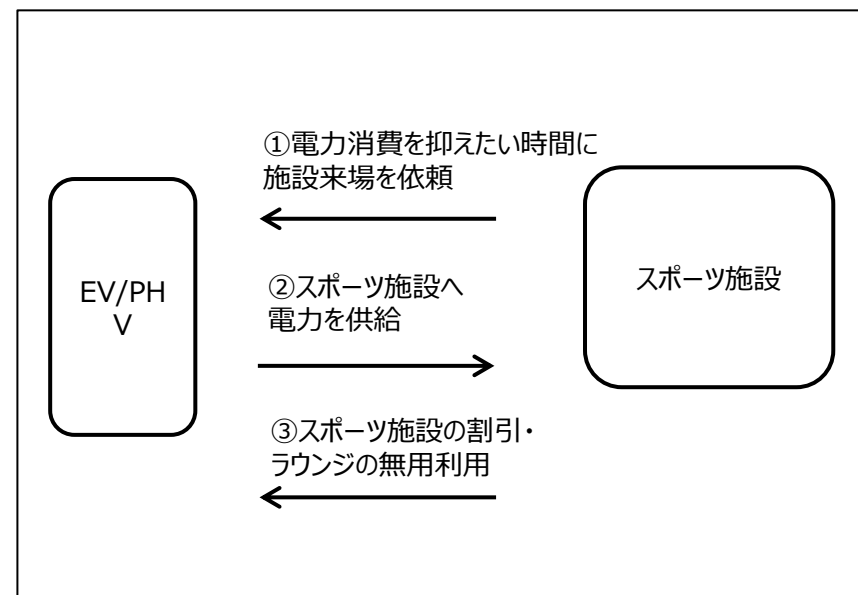 ①電力消費を抑えたい時間に
施設来場を依頼
EV/PH
V
スポーツ施設
②スポーツ施設へ
電力を供給
③スポーツ施設の割引・
ラウンジの無用利用